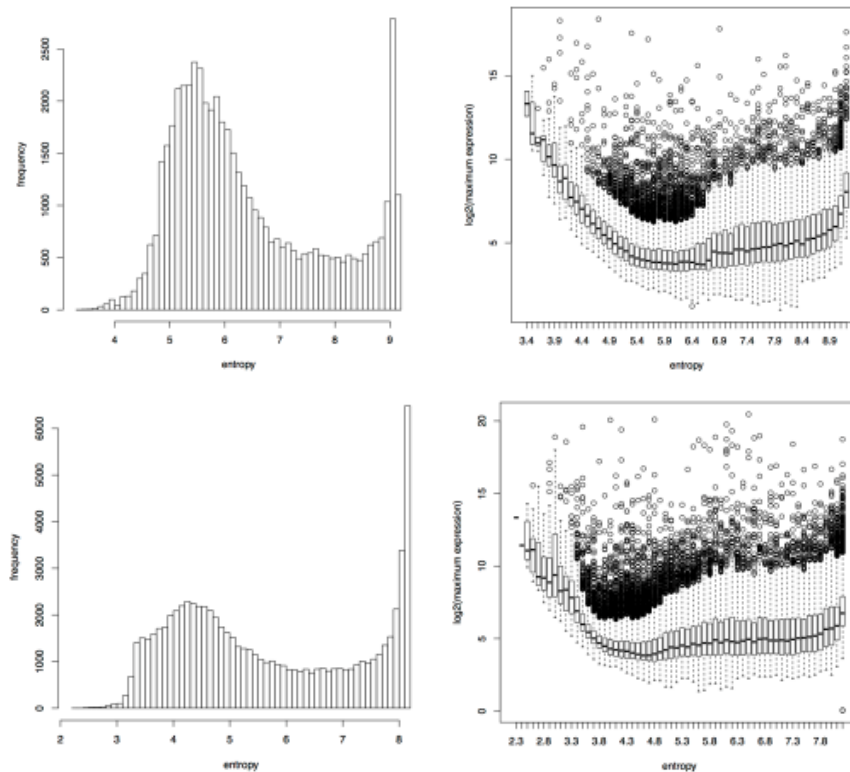 2500
2000
1500
1000
500
0
frequency
4 5 6 7 8 9
entropy
15
10
5
log2(maximum expression)
3.4 3.9 4.4 4.9 5.4 5.9 6.4 6.9 7.4 7.9 8.4 8.9
entropy
6000
5000
4000
3000
2000
1000
0
frequency
2 3 4 5 6 7 8
entropy
20
15
10
5
0
log2(maximum expression)
2.3 2.8 3.3 3.8 4.3 4.8 5.3 5.8 6.3 6.8 7.3 7.8
entropy